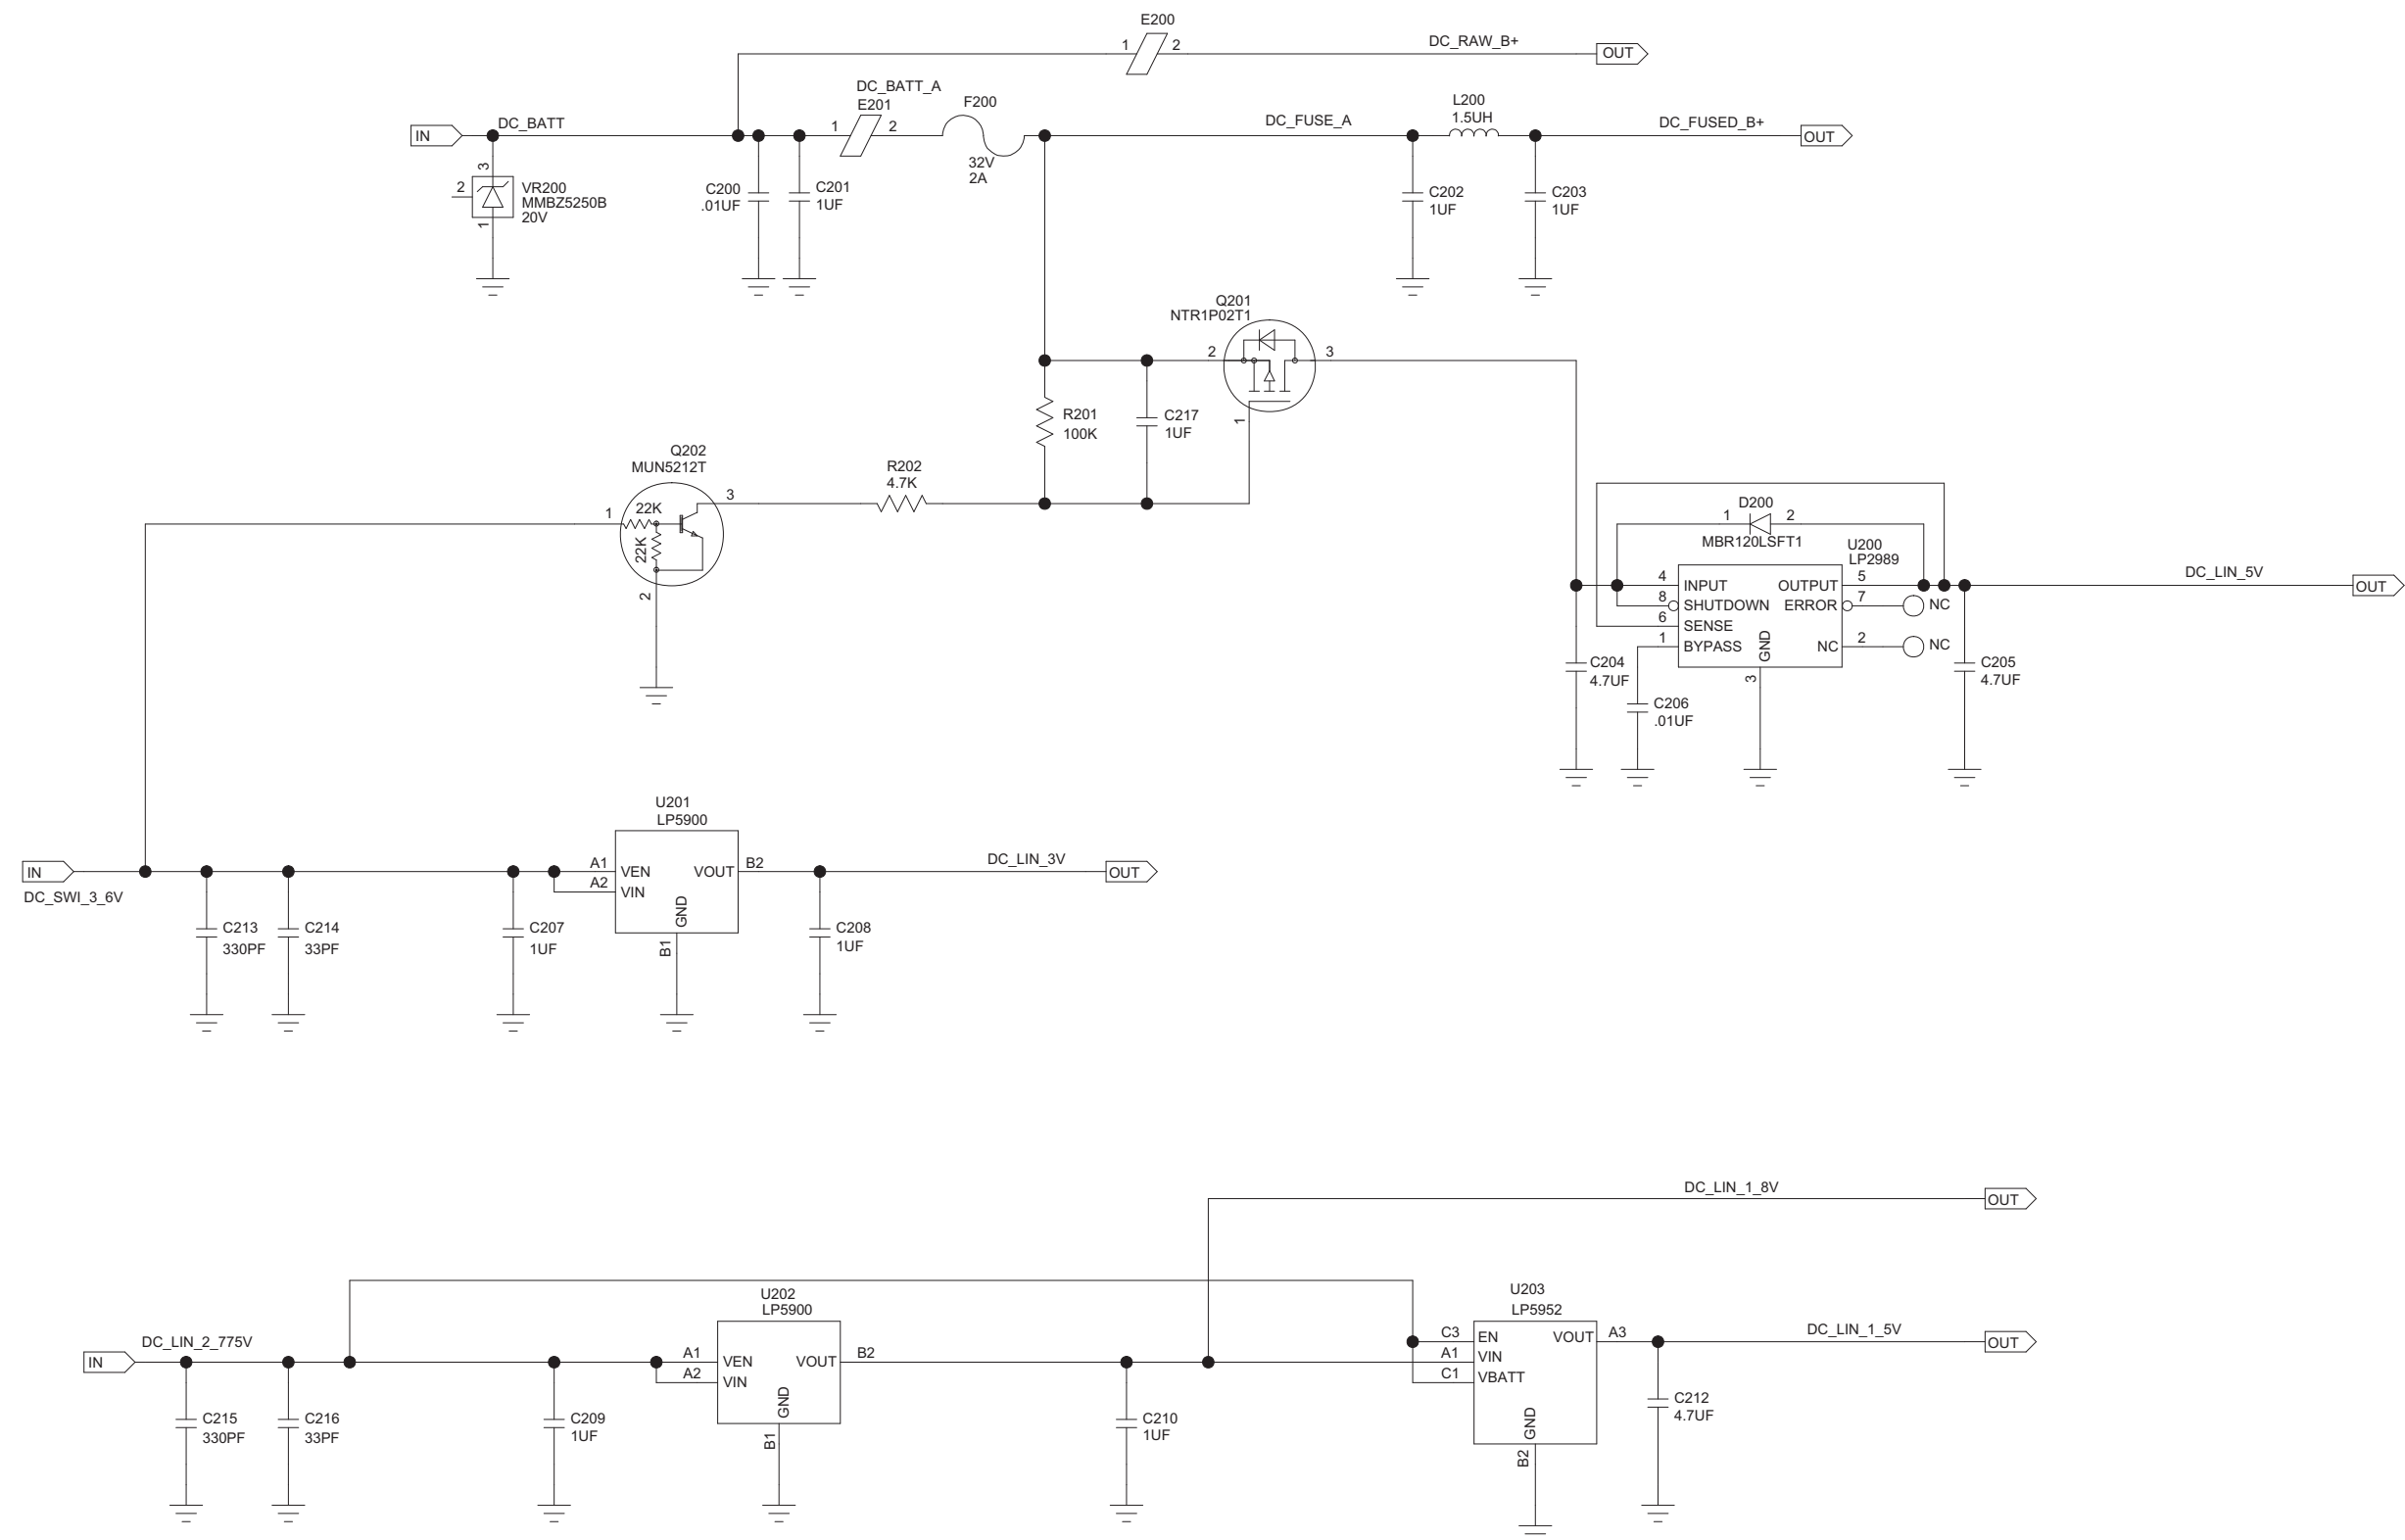 E200
1 2
DC_RAW_B+
OUT
DC_BATT_A
E201
1 2
F200
32V
2A
DC_FUSE_A
L200
1.5UH
DC_FUSED_B+
OUT
IN
DC_BATT
3
2
1
VR200
MMBZ5250B
20V
C200
.01UF
C201
1UF
C202
1UF
C203
1UF
Q201
NTR1P02T1
2
3
1
R201
100K
C217
1UF
Q202
MUN5212T
1
22K
22K
3
2
R202
4.7K
D200
1 2
MBR120LSFT1
U200
LP2989
4 INPUT OUTPUT 5
8 SHUTDOWN ERROR 7 NC
6 SENSE
1 BYPASS NC 2 NC
GND
3
DC_LIN_5V
OUT
C204
4.7UF
C205
4.7UF
C206
.01UF
U201
LP5900
IN
DC_SWI_3_6V
A1 VEN VOUT B2
A2 VIN
GND
B1
DC_LIN_3V
OUT
C213
330PF
C214
33PF
C207
1UF
C208
1UF
DC_LIN_1_8V
OUT
U202
LP5900
U203
LP5952
DC_LIN_2_775V
IN
A1 VEN VOUT B2
A2 VIN
GND
B1
C3 EN VOUT A3
A1 VIN
C1 VBATT
GND
B2
DC_LIN_1_5V
OUT
C215
330PF
C216
33PF
C209
1UF
C210
1UF
C212
4.7UF